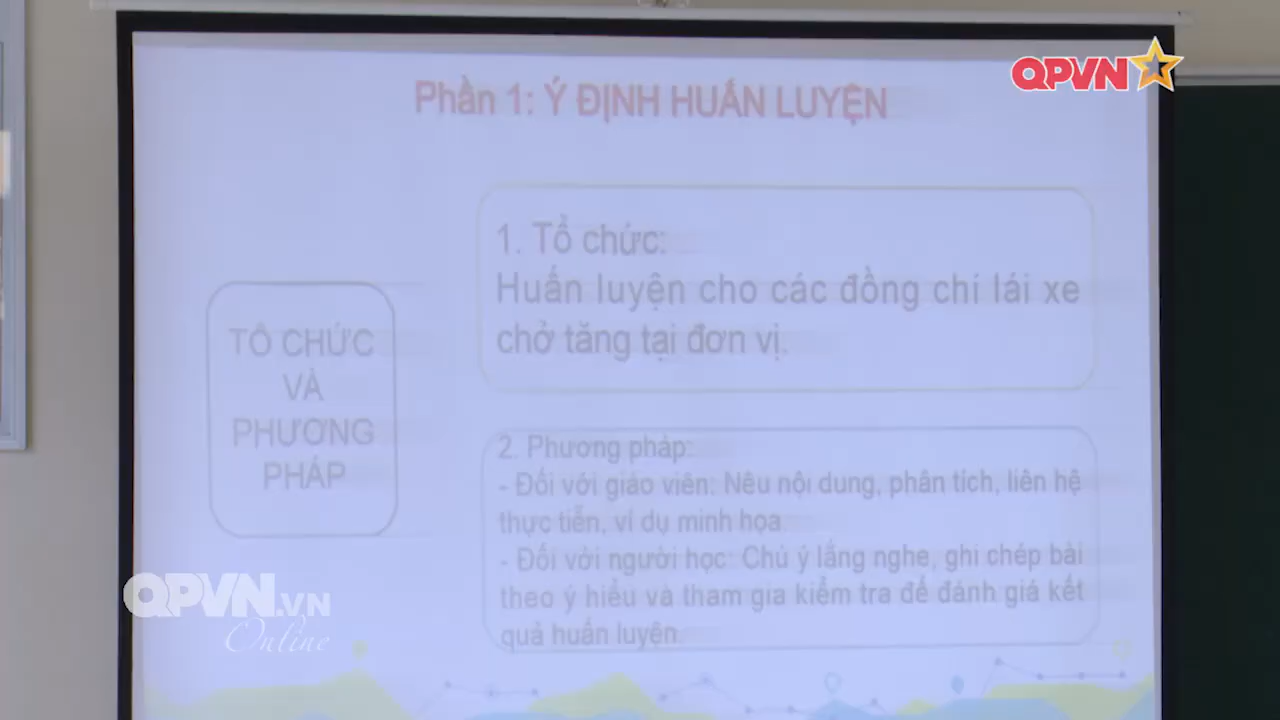 QPVN
Phần 1: Ý ĐỊNH HUẤN LUYỆN
1. Tổ chức:
Huấn luyện cho các đồng chí lái xe
chở tăng tại đơn vị.
TỔ CHỨC
VÀ
PHƯƠNG
PHÁP
2. Phương pháp:
- Đối với giáo viên: Nêu nội dung, phân tích, liên hệ
thực tiễn, ví dụ minh họa.
- Đối với người học: Chú ý lắng nghe, ghi chép bài
theo ý hiểu và tham gia kiểm tra để đánh giá kết
quả huấn luyện.
QPVN.VN
Online